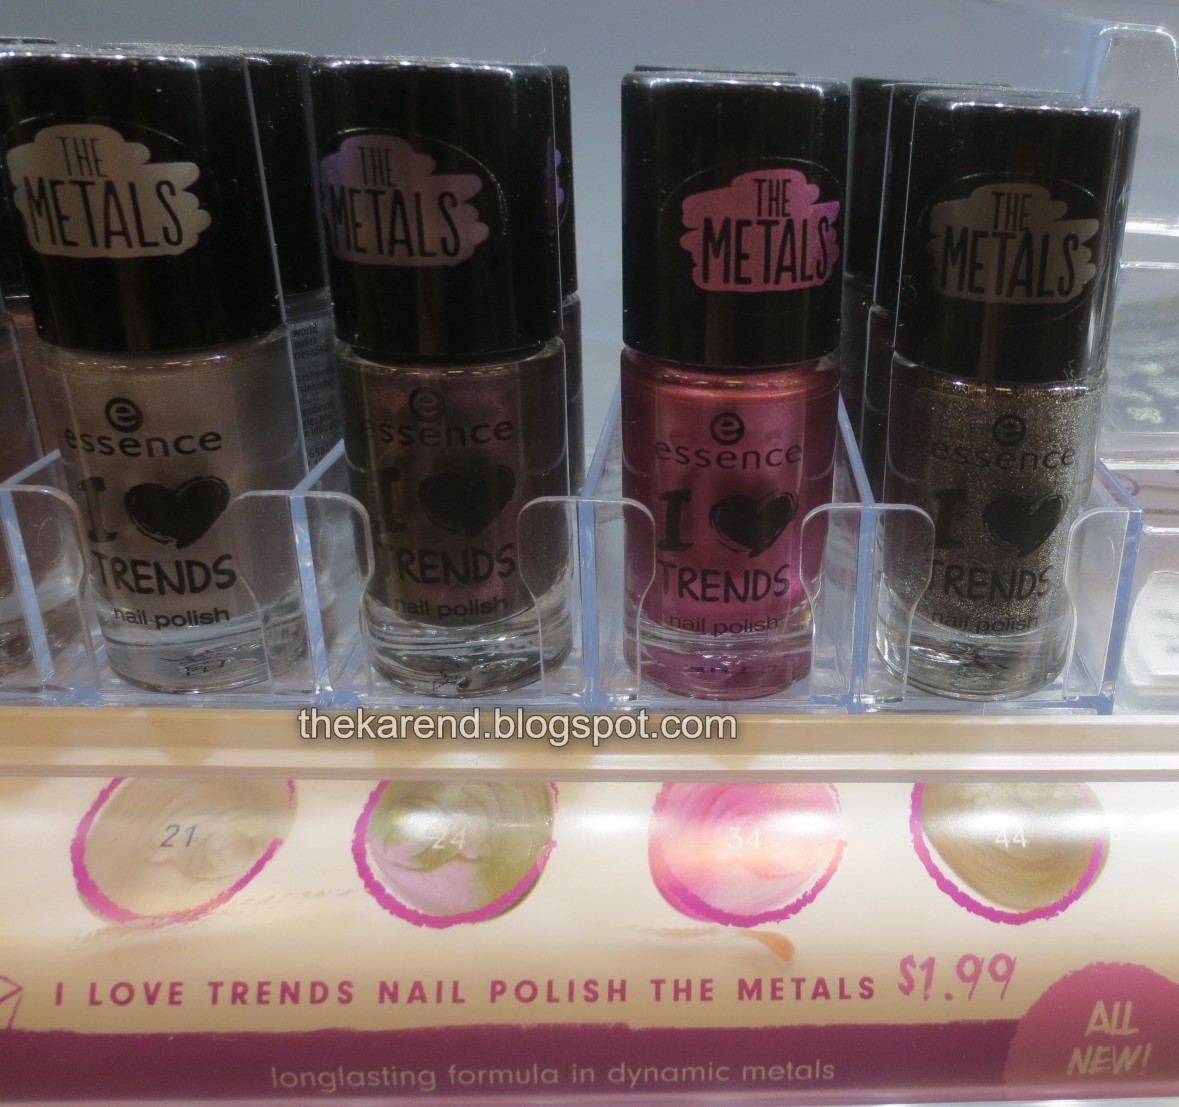 THE METALS
THE METALS
THE METALS
THE METALS
e
essence
I
TRENDS
nail polish
e
essence
I
TRENDS
nail polish
e
essence
I
TRENDS
nail polish
e
essence
I
TRENDS
nail polish
world
thekarend.blogspot.com
21
24
34
44
I LOVE TRENDS NAIL POLISH THE METALS $1.99
ALL NEW!
longlasting formula in dynamic metals